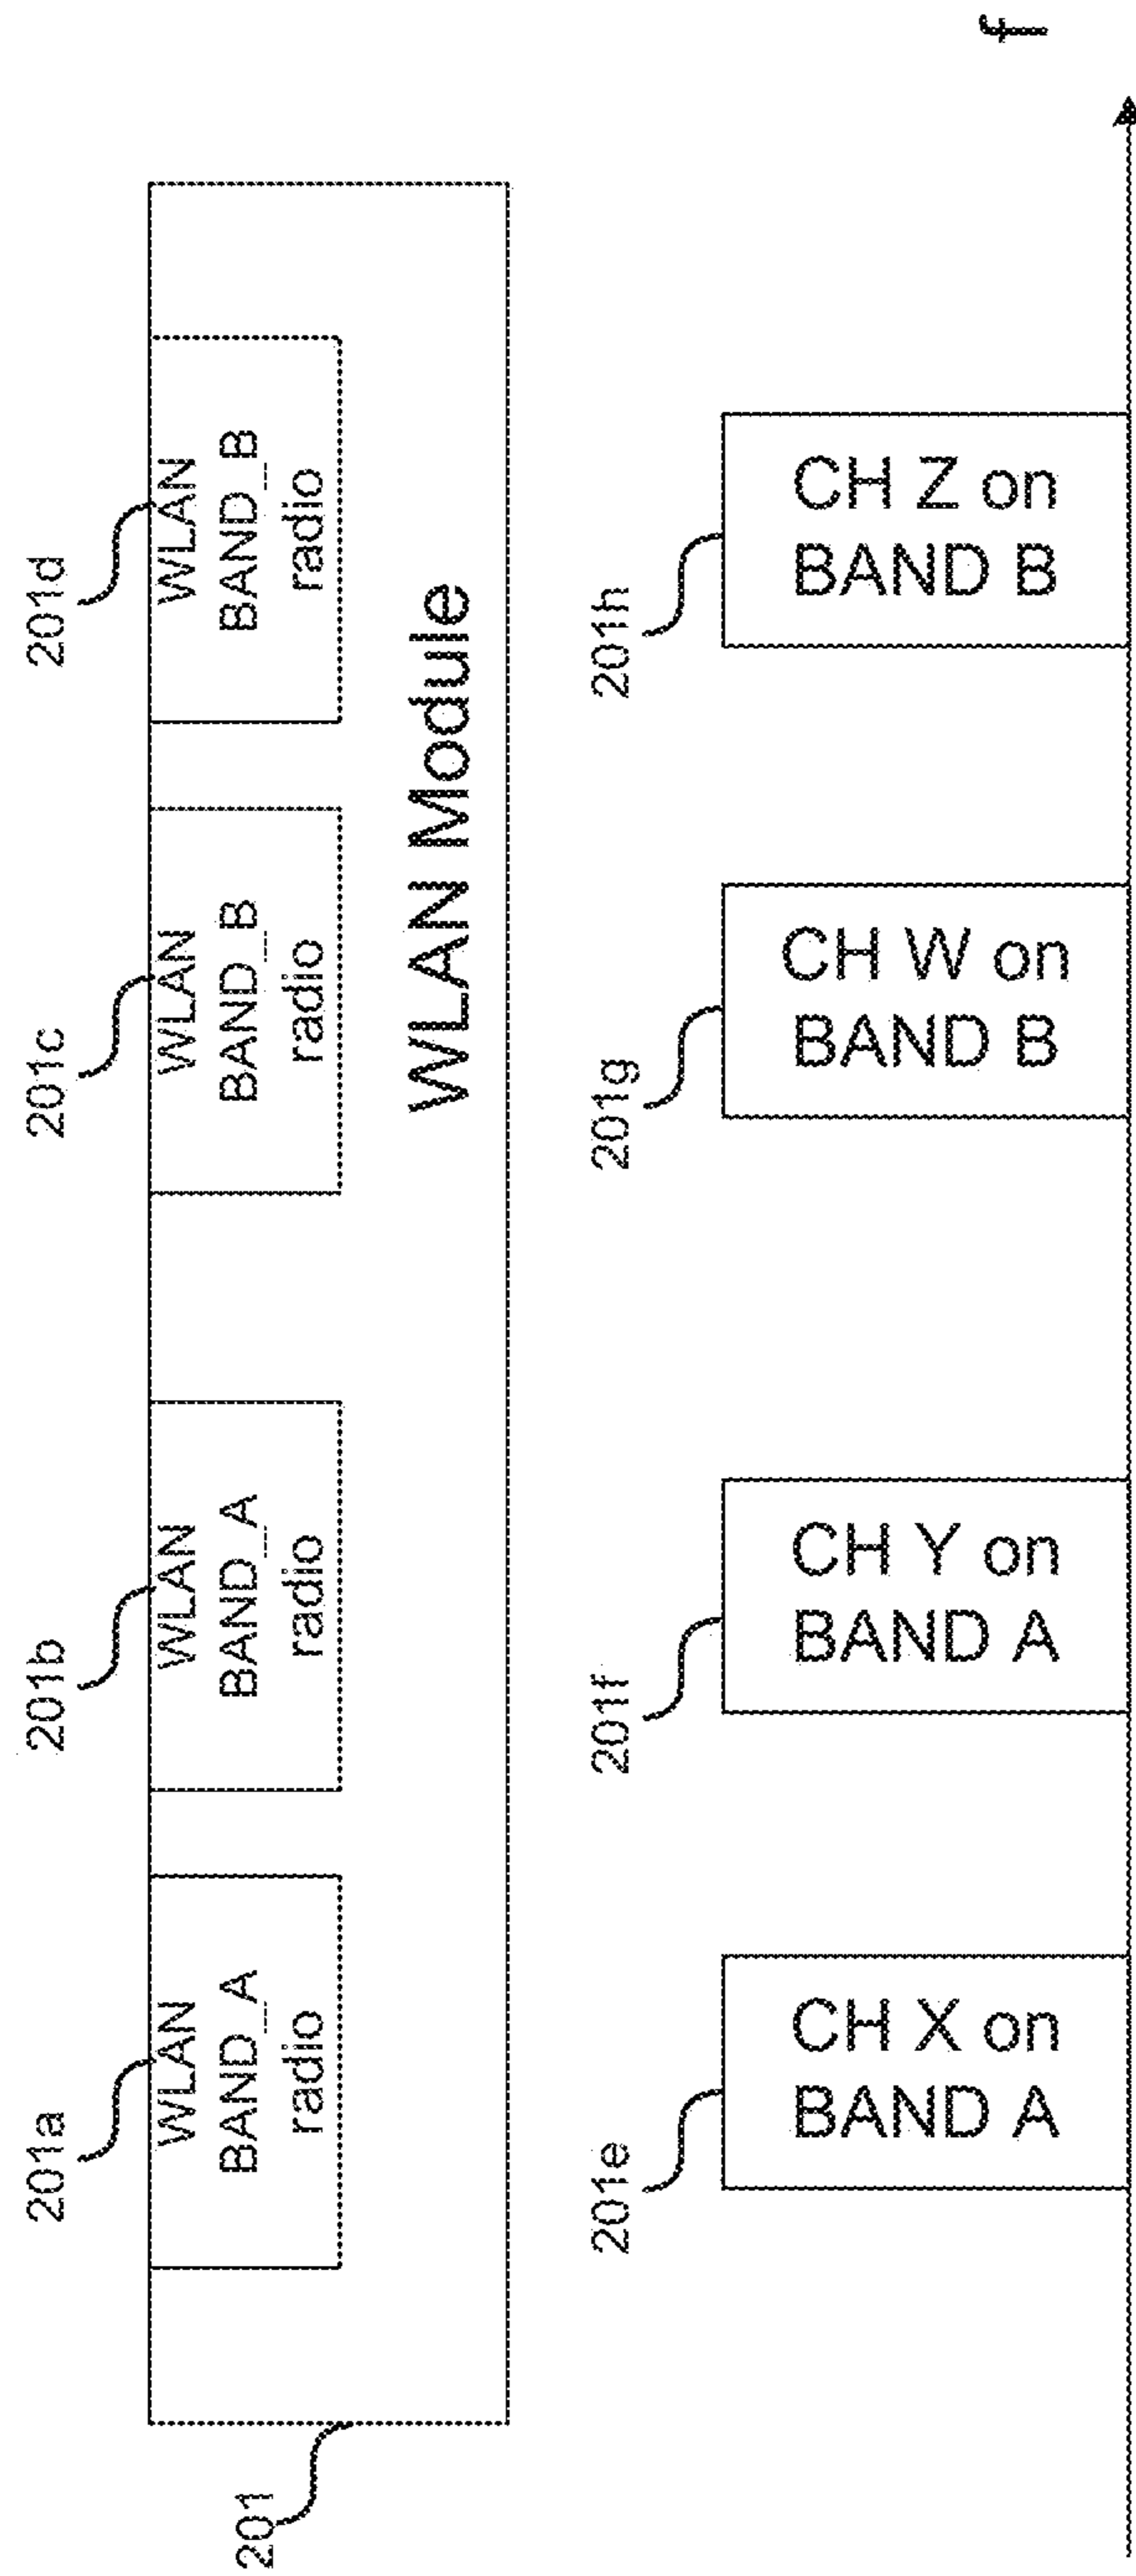 201a
201b
201c
201d
WLAN
BAND_A
radio
WLAN
BAND_A
radio
WLAN
BAND_B
radio
WLAN
BAND_B
radio
201
WLAN Module
201e
201f
201g
201h
CH X on
BAND A
CH Y on
BAND A
CH W on
BAND B
CH Z on
BAND B
f